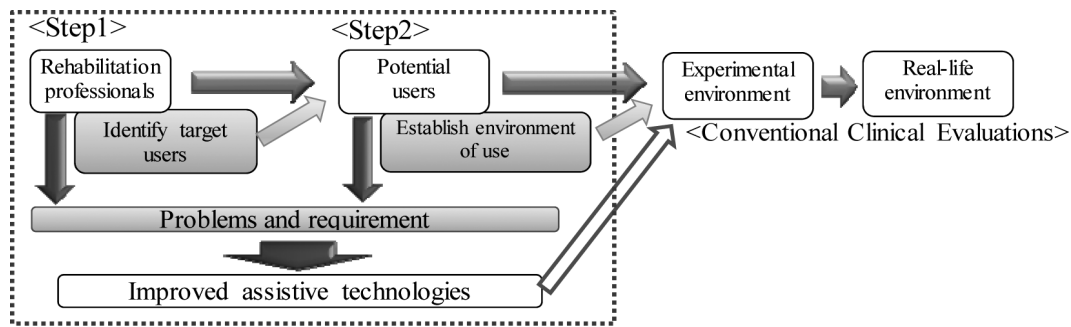 <Step1>
Rehabilitation
professionals
Identify target
users
<Step2>
Potential
users
Establish environment
of use
Experimental
environment
Real-life
environment
<Conventional Clinical Evaluations>
Problems and requirement
Improved assistive technologies